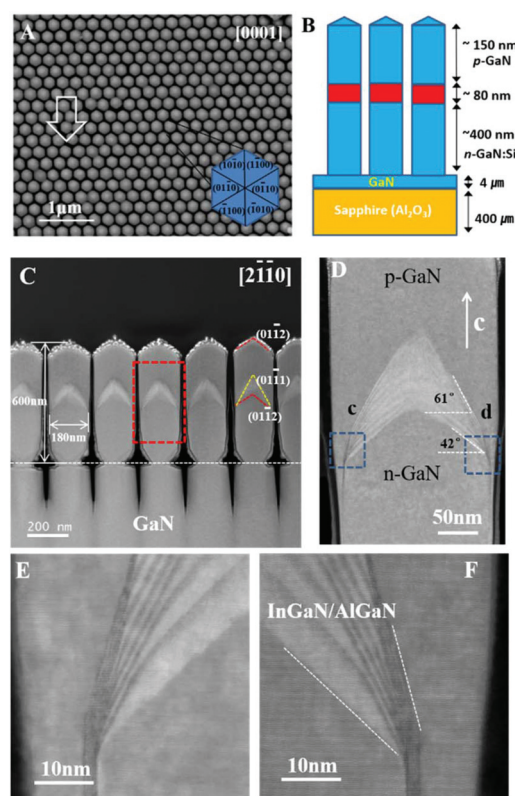 A
[0001]
(101̄0)
(11̄00)
(011̄0)
(01̄10)
(1̄100)
(1̄010)
1μm
B
~ 150 nm
p-GaN
~ 80 nm
~400 nm
n-GaN:Si
GaN
4 μm
Sapphire (Al₂O₃)
400 μm
C
[21̄1̄0]
(011̄2)
(011̄1)
(011̄2)
600nm
180nm
GaN
200 nm
D
p-GaN
c
61°
c
d
42°
n-GaN
50nm
E
10nm
F
InGaN/AlGaN
10nm